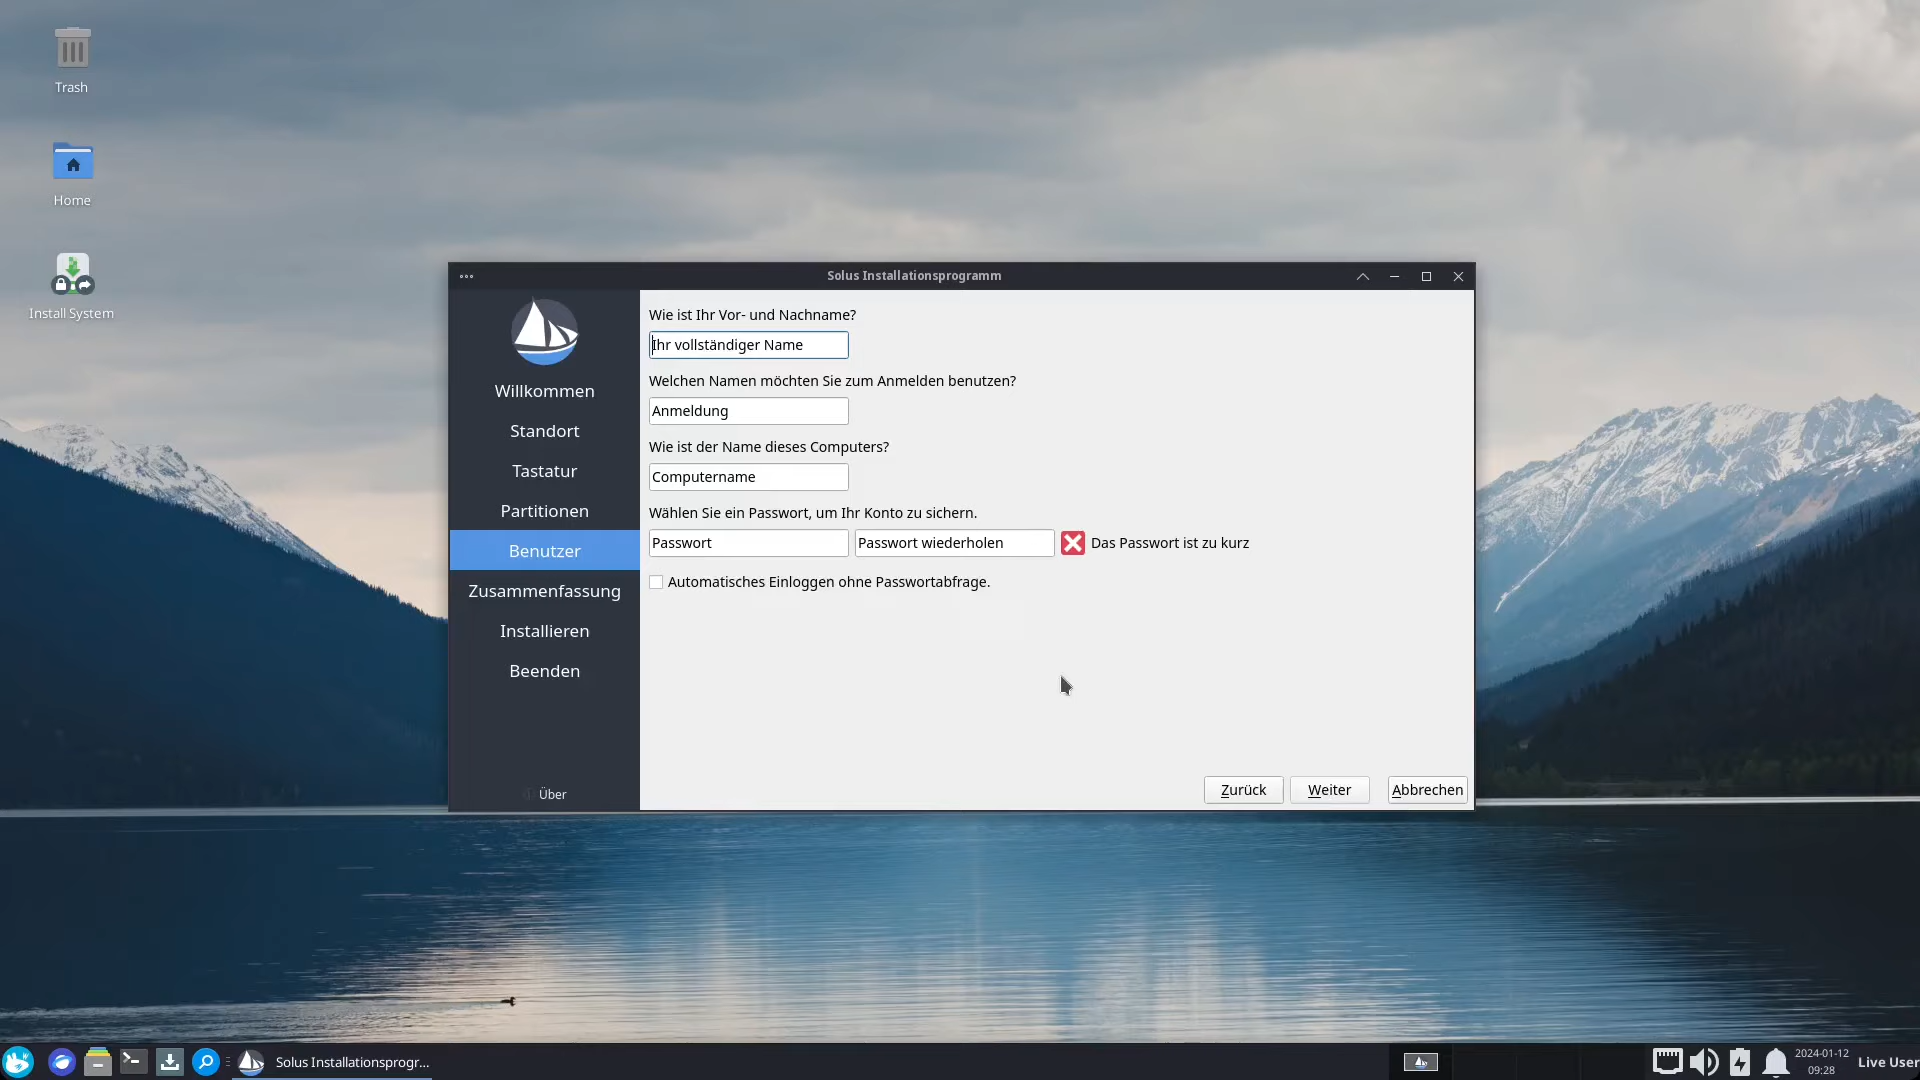 Trash
Home
Install System
Solus Installationsprogramm
Willkommen
Standort
Tastatur
Partitionen
Benutzer
Zusammenfassung
Installieren
Beenden
Über
Wie ist Ihr Vor- und Nachname?
Ihr vollständiger Name
Welchen Namen möchten Sie zum Anmelden benutzen?
Anmeldung
Wie ist der Name dieses Computers?
Computername
Wählen Sie ein Passwort, um Ihr Konto zu sichern.
Passwort Passwort wiederholen Das Passwort ist zu kurz
Automatisches Einloggen ohne Passwortabfrage.
Zurück Weiter Abbrechen
Solus Installationsprogr...
2024-01-12
09:28
Live User